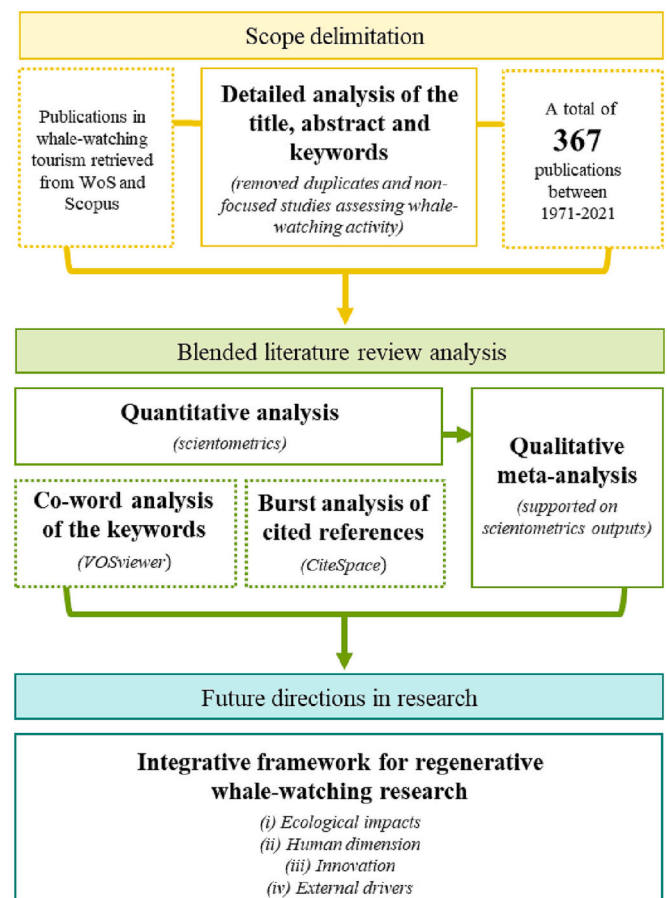 Scope delimitation
Publications in
whale-watching
tourism retrieved
from WoS and
Scopus
Detailed analysis of the
title, abstract and
keywords
(removed duplicates and non-
focused studies assessing whale-
watching activity)
A total of
367
publications
between
1971-2021
Blended literature review analysis
Quantitative analysis
(scientometrics)
Co-word analysis
of the keywords
(VOSviewer)
Burst analysis of
cited references
(CiteSpace)
Qualitative
meta-analysis
(supported on
scientometrics outputs)
Future directions in research
Integrative framework for regenerative
whale-watching research
(i) Ecological impacts
(ii) Human dimension
(iii) Innovation
(iv) External drivers